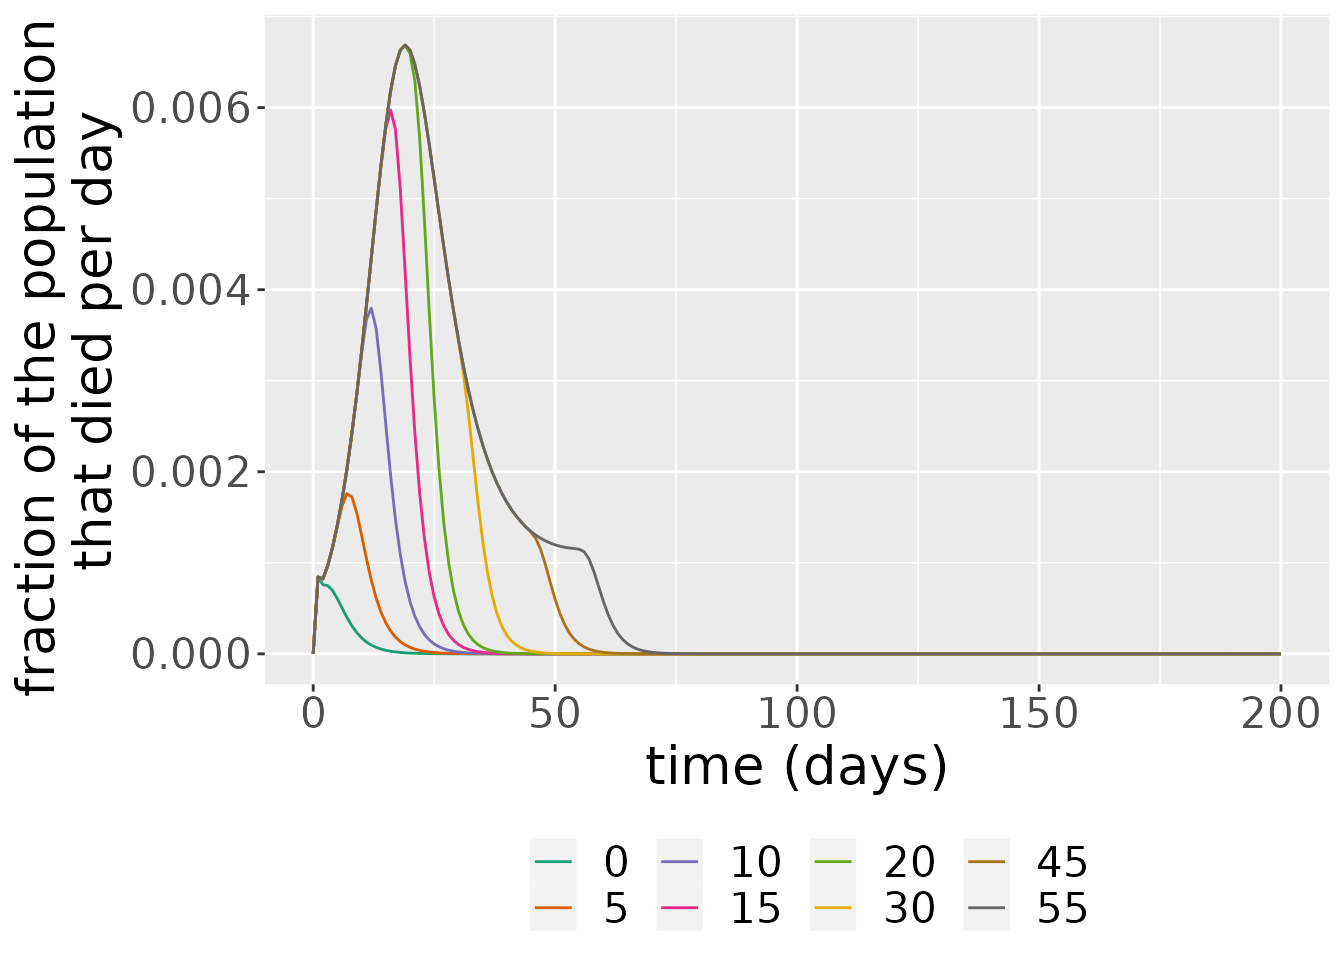 fraction of the population
that died per day
0.006
0.004
0.002
0.000
0 50 100 150 200
time (days)
0 10 20 45
5 15 30 55